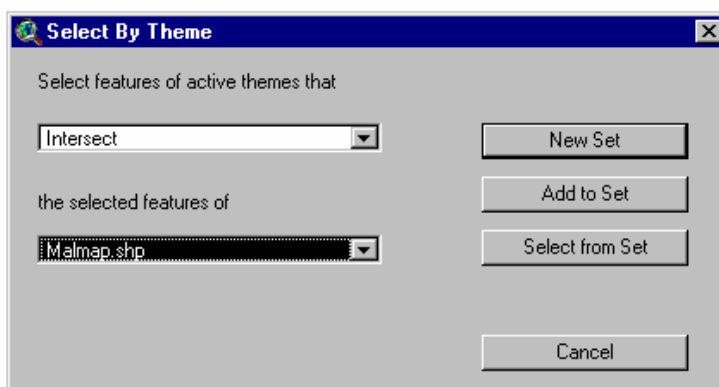 Select By Theme
Select features of active themes that
Intersect
New Set
Add to Set
the selected features of
Malmap.shp
Select from Set
Cancel